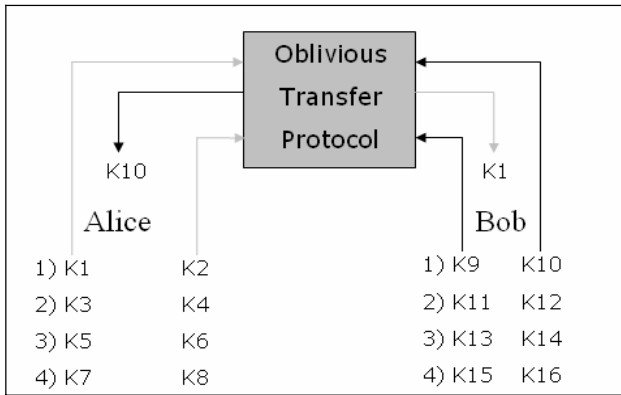 Oblivious
Transfer
Protocol
K10
K1
Alice
Bob
1) K1 K2
2) K3 K4
3) K5 K6
4) K7 K8
1) K9 K10
2) K11 K12
3) K13 K14
4) K15 K16